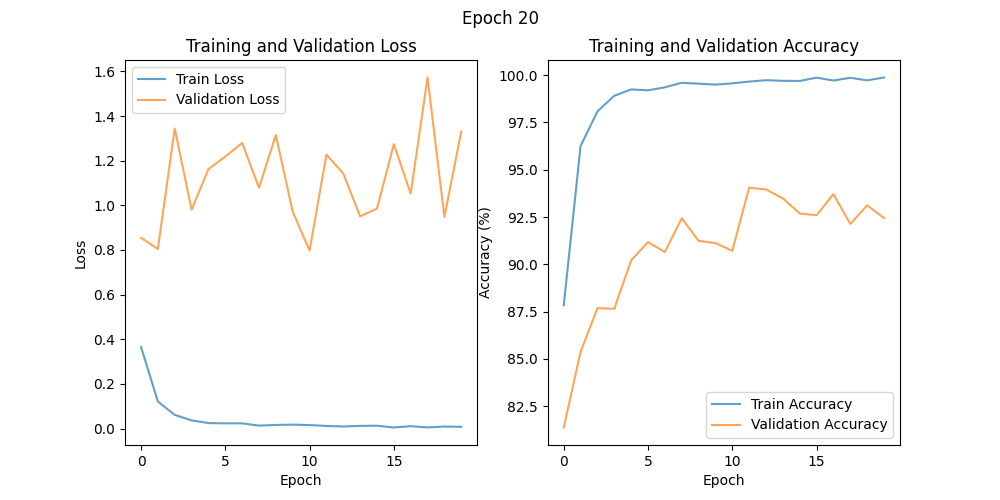 Epoch 20
Training and Validation Loss
Train Loss
Validation Loss
1.6
1.4
1.2
1.0
0.8
0.6
0.4
0.2
0.0
Loss
0
5
10
15
Epoch
Training and Validation Accuracy
100.0
97.5
95.0
92.5
90.0
87.5
85.0
82.5
Accuracy (%)
Train Accuracy
Validation Accuracy
0
5
10
15
Epoch